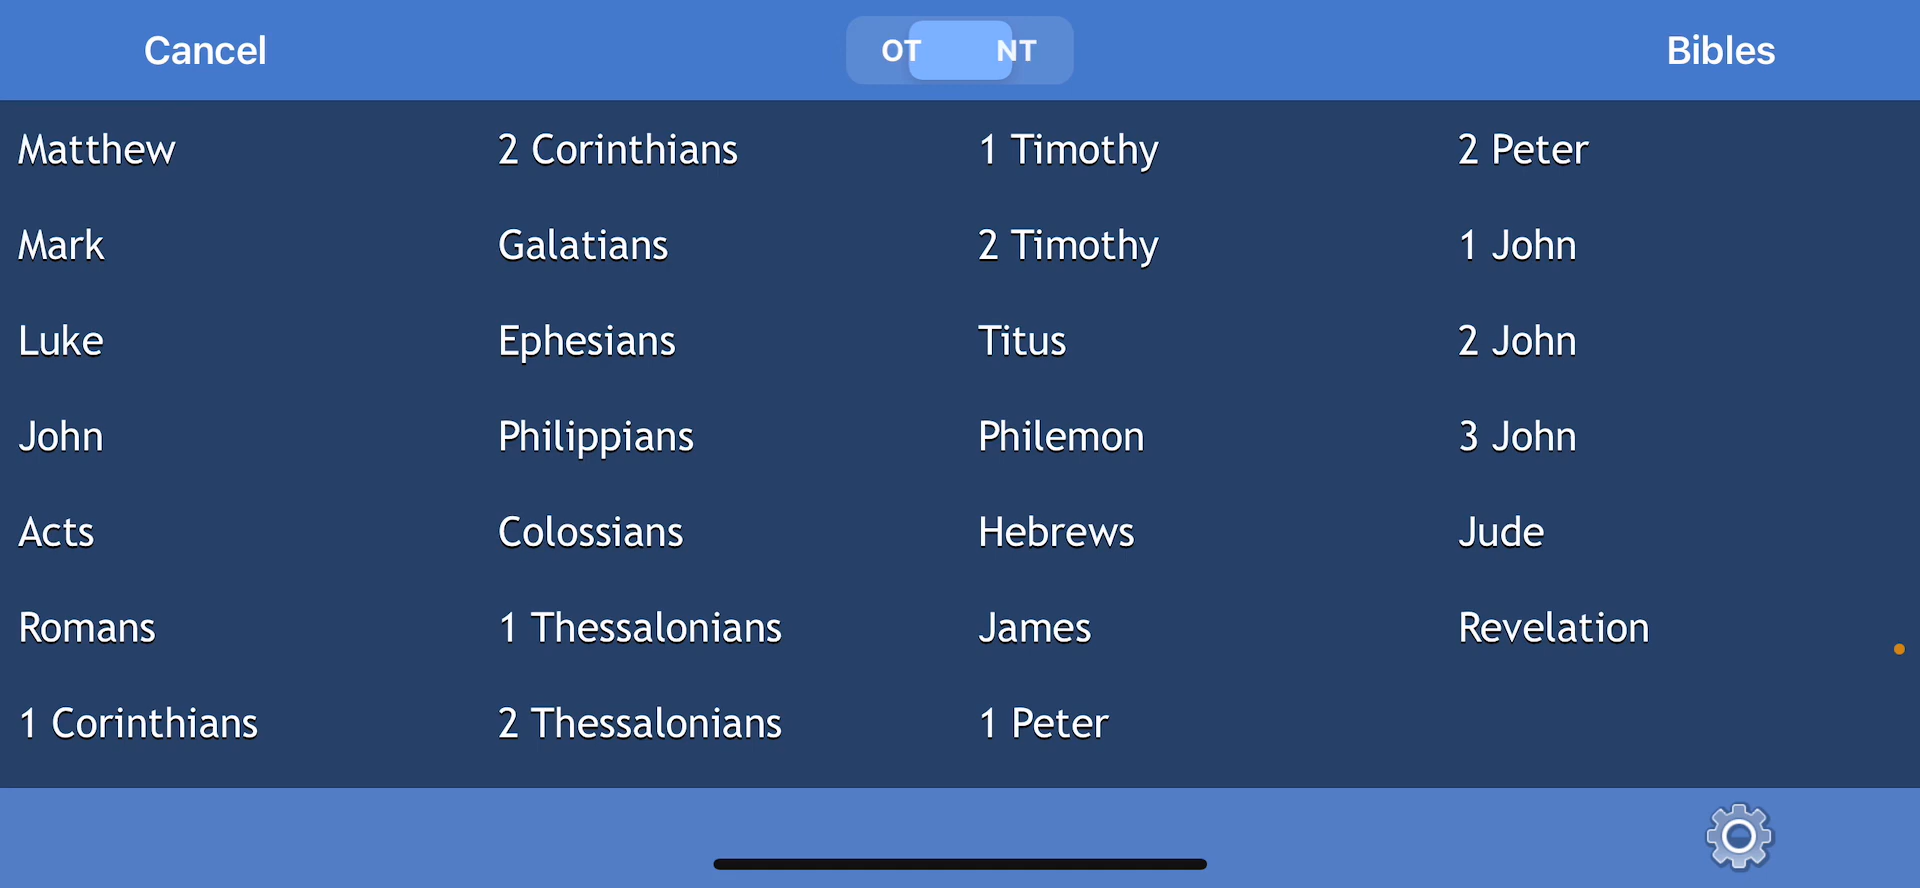 Cancel
OT NT
Bibles
Matthew
Mark
Luke
John
Acts
Romans
1 Corinthians
2 Corinthians
Galatians
Ephesians
Philippians
Colossians
1 Thessalonians
2 Thessalonians
1 Timothy
2 Timothy
Titus
Philemon
Hebrews
James
1 Peter
2 Peter
1 John
2 John
3 John
Jude
Revelation